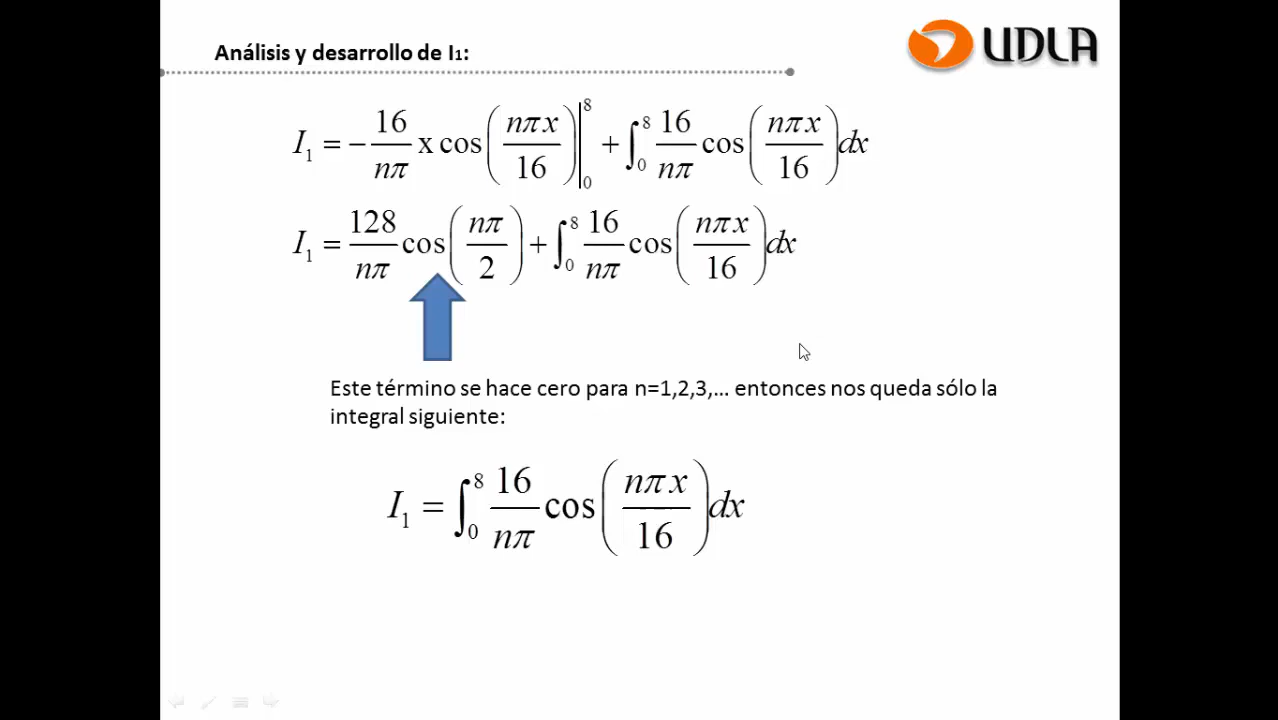 Análisis y desarrollo de I₁:
UDLA
I₁ = − 16/nπ x cos(nπx/16)|₀⁸ + ∫₀⁸ 16/nπ cos(nπx/16) dx
I₁ = 128/nπ cos(nπ/2) + ∫₀⁸ 16/nπ cos(nπx/16) dx
Este término se hace cero para n=1,2,3,... entonces nos queda sólo la
integral siguiente:
I₁ = ∫₀⁸ 16/nπ cos(nπx/16) dx